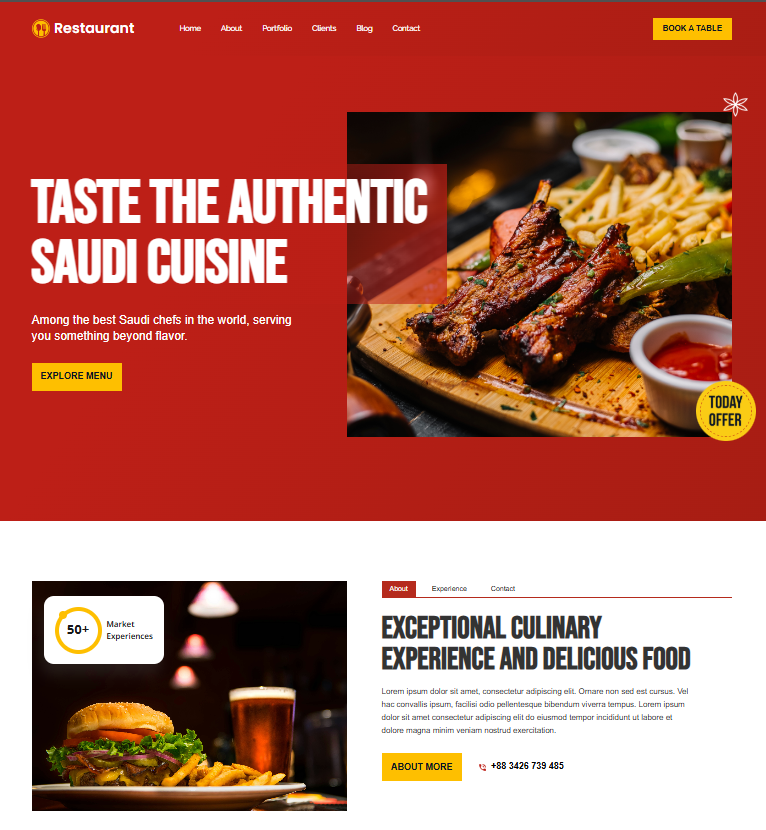 Restaurant
Home About Portfolio Clients Blog Contact
BOOK A TABLE
TASTE THE AUTHENTIC
SAUDI CUISINE
Among the best Saudi chefs in the world, serving
you something beyond flavor.
EXPLORE MENU
TODAY
OFFER
50+
Market
Experiences
About Experience Contact
EXCEPTIONAL CULINARY
EXPERIENCE AND DELICIOUS FOOD
Lorem ipsum dolor sit amet, consectetur adipiscing elit. Ornare non sed est cursus. Vel
hac convallis ipsum, facilisi odio pellentesque bibendum viverra tempus. Lorem ipsum
dolor sit amet consectetur adipiscing elit do eiusmod tempor incididunt ut labore et
dolore magna minim veniam nostrud exercitation.
ABOUT MORE
+88 3426 739 485